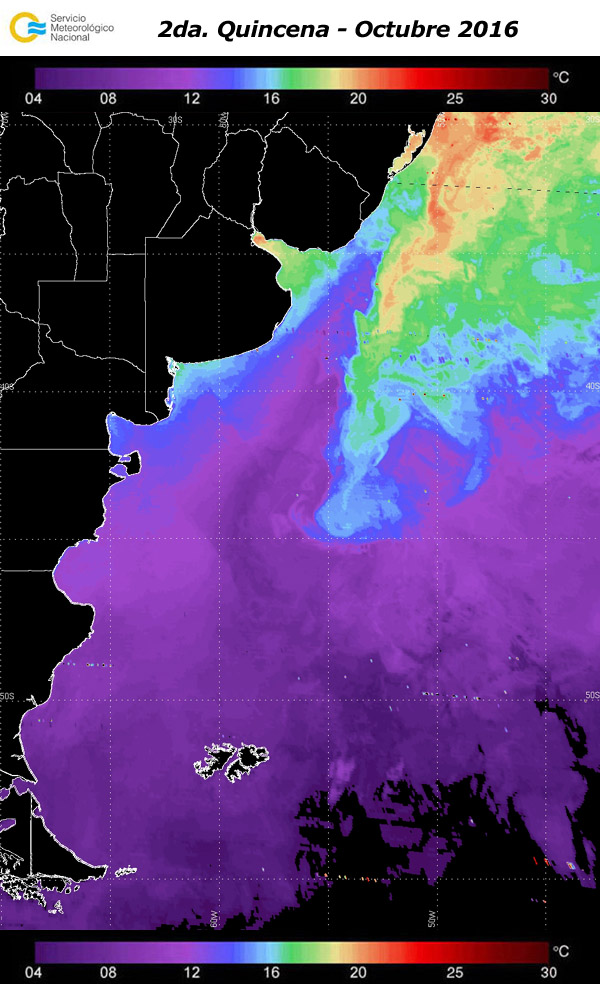 Servicio
Meteorológico
Nacional
2da. Quincena - Octubre 2016
04 08 12 16 20 25 30 °C
30S 30S
40S 40S
50S 50S
60W 50W
04 08 12 16 20 25 30 °C